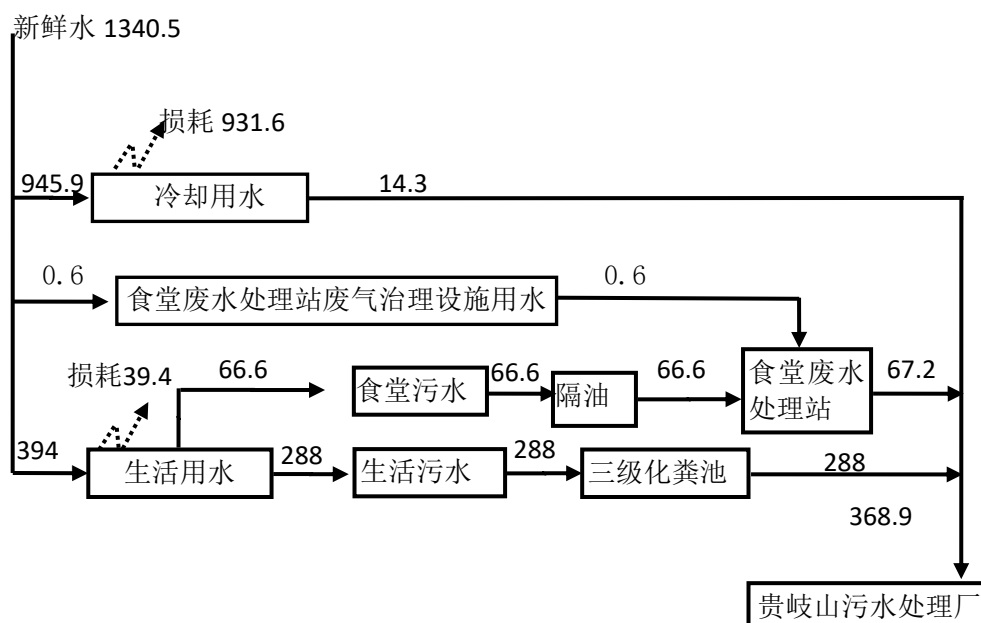 新鲜水 1340.5
损耗 931.6
945.9
冷却用水
14.3
0.6
食堂废水处理站废气治理设施用水
0.6
损耗39.4
66.6
食堂污水
66.6
隔油
66.6
食堂废水
处理站
67.2
394
生活用水
288
生活污水
288
三级化粪池
288
368.9
贵岐山污水处理厂